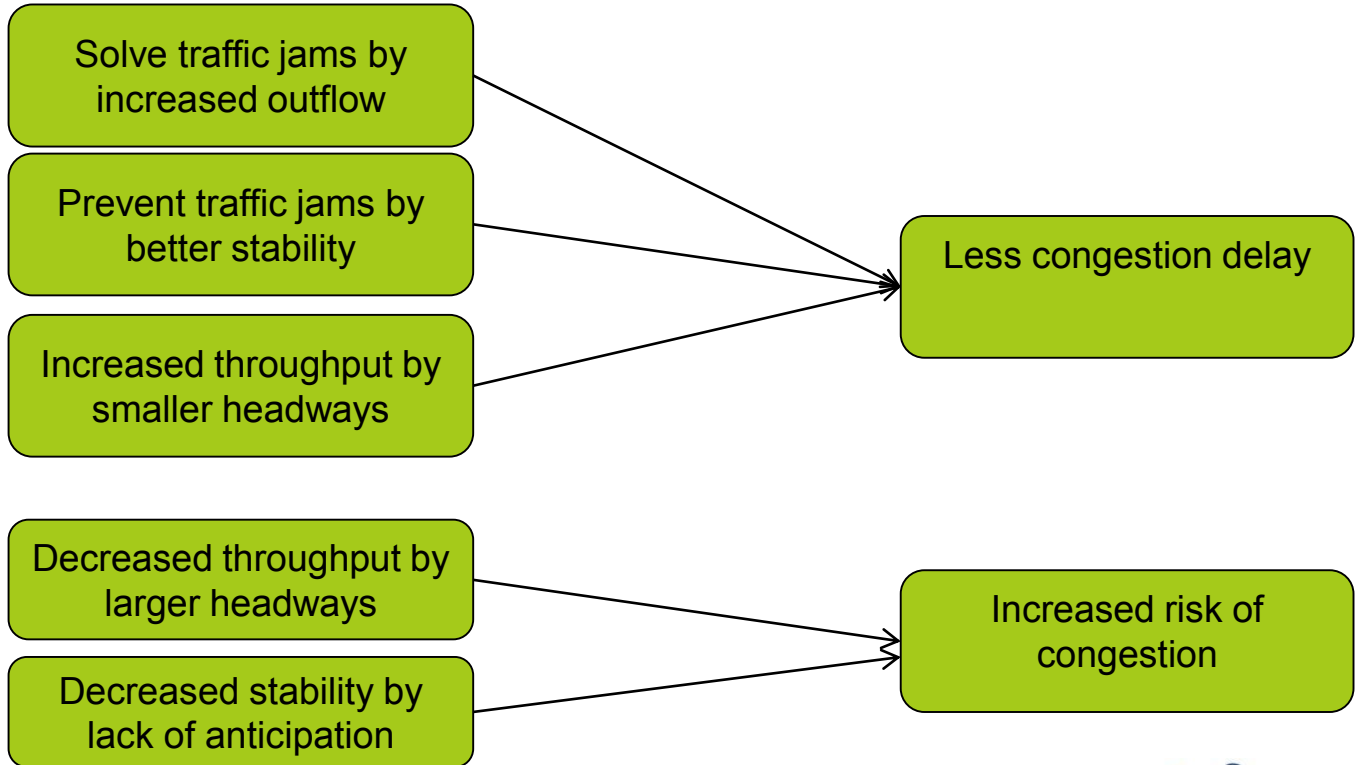 Solve traffic jams by
increased outflow
Prevent traffic jams by
better stability
Less congestion delay
Increased throughput by
smaller headways
Decreased throughput by
larger headways
Increased risk of
congestion
Decreased stability by
lack of anticipation